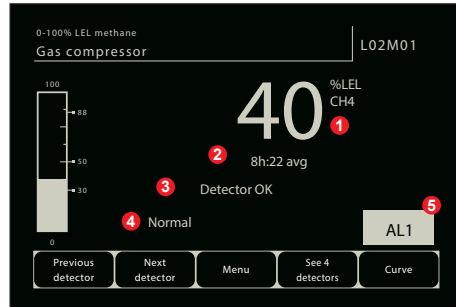 0-100% LEL methane
Gas compressor
L02M01
100
88
50
30
0
40
%LEL
CH4
1
2
8h:22 avg
3
Detector OK
4
Normal
5
AL1
Previous
detector
Next
detector
Menu
See 4
detectors
Curve